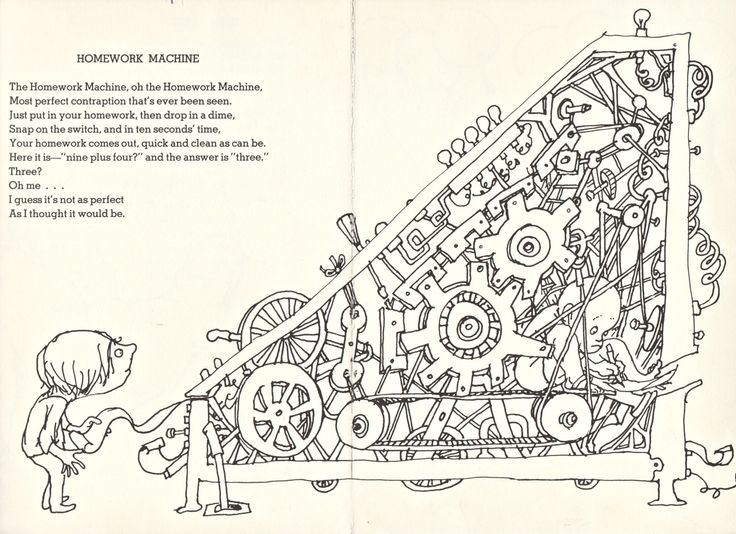 HOMEWORK MACHINE
The Homework Machine, oh the Homework Machine,
Most perfect contraption that's ever been seen.
Just put in your homework, then drop in a dime,
Snap on the switch, and in ten seconds' time,
Your homework comes out, quick and clean as can be.
Here it is—"nine plus four?" and the answer is "three."
Three?
Oh me . . .
I guess it's not as perfect
As I thought it would be.